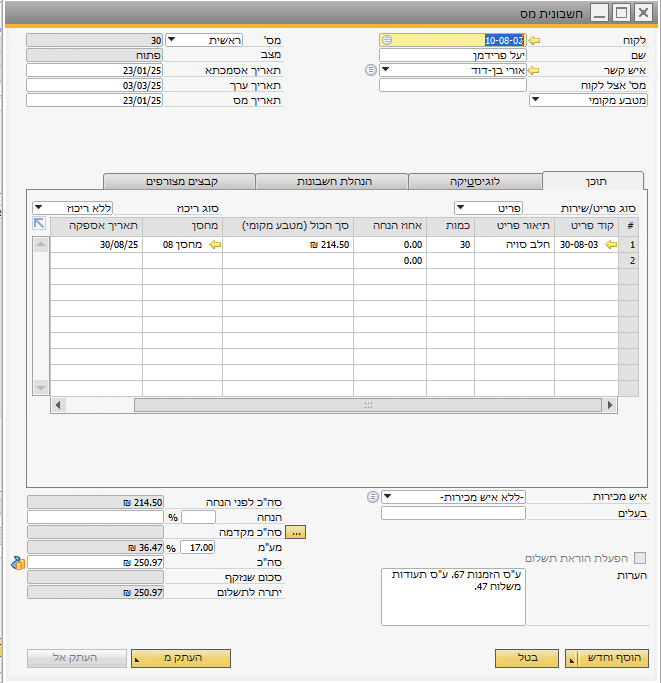 חשבונית מס
לקוח 10-08-02
שם יעל פרידמן
איש קשר אורי בן-דוד
מס' אצל לקוח
מטבע מקומי
מס' ראשית 30
מצב פתוח
תאריך אסמכתא 23/01/25
תאריך ערך 03/03/25
תאריך מס 23/01/25
תוכן לוגיסטיקה הנהלת חשבונות קבצים מצורפים
סוג פריט/שירות פריט סוג ריכוז ללא ריכוז
# קוד פריט תיאור פריט כמות אחוז הנחה סך הכול (מטבע מקומי) מחסן תאריך אספקה
1 30-08-03 חלב סויה 30 0.00 214.50 ₪ מחסן 08 30/08/25
2 0.00
איש מכירות -ללא איש מכירות-
בעלים
הפעלת הוראת תשלום
הערות ע"ס הזמנות 67. ע"ס תעודות
משלוח 47.
סה"כ לפני הנחה 214.50 ₪
הנחה %
סה"כ מקדמה ...
מע"מ 17.00 % 36.47 ₪
סה"כ 250.97 ₪
סכום שנזקף
יתרה לתשלום 250.97 ₪
הוסף וחדש בטל העתק מ העתק אל